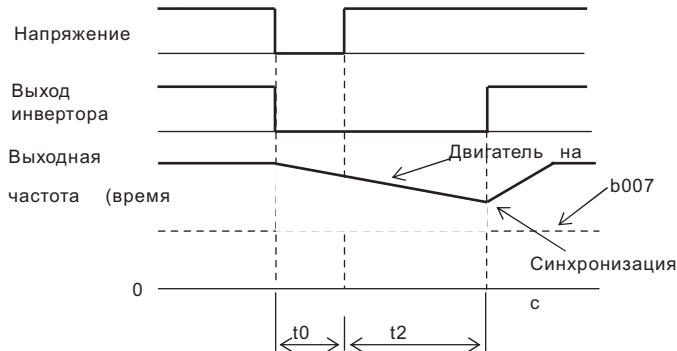 Напряжение
Выход
инвертора
Выходная
Двигатель на
частота (время
b007
Синхронизация
0
с
t0
t2